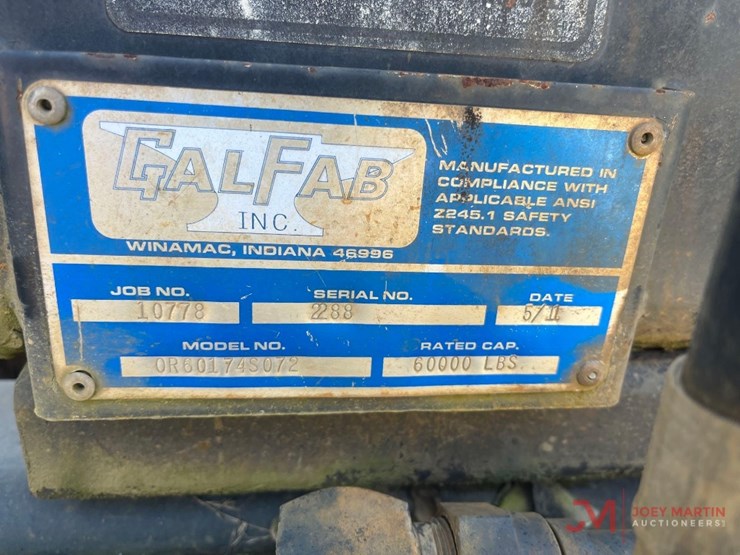 GALFAB
INC.
WINAMAC, INDIANA 46996
MANUFACTURED IN
COMPLIANCE WITH
APPLICABLE ANSI
Z245.1 SAFETY
STANDARDS.
JOB NO. SERIAL NO. DATE
10778 2288 5/11
MODEL NO. RATED CAP.
OR60174S072 60000 LBS
JOEY MARTIN
AUCTIONEERS!